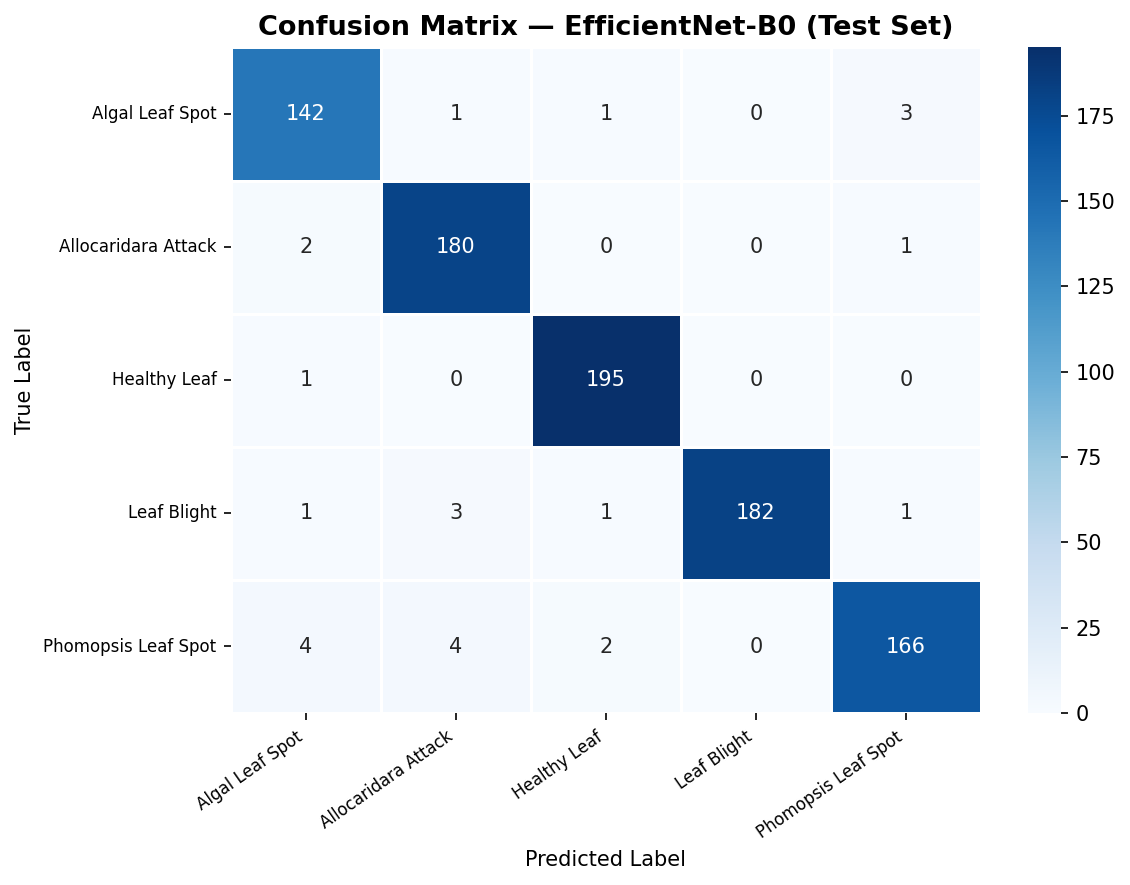 Confusion Matrix — EfficientNet-B0 (Test Set)
True Label
Algal Leaf Spot 142 1 1 0 3
Allocaridara Attack 2 180 0 0 1
Healthy Leaf 1 0 195 0 0
Leaf Blight 1 3 1 182 1
Phomopsis Leaf Spot 4 4 2 0 166
Algal Leaf Spot
Allocaridara Attack
Healthy Leaf
Leaf Blight
Phomopsis Leaf Spot
Predicted Label
175
150
125
100
75
50
25
0